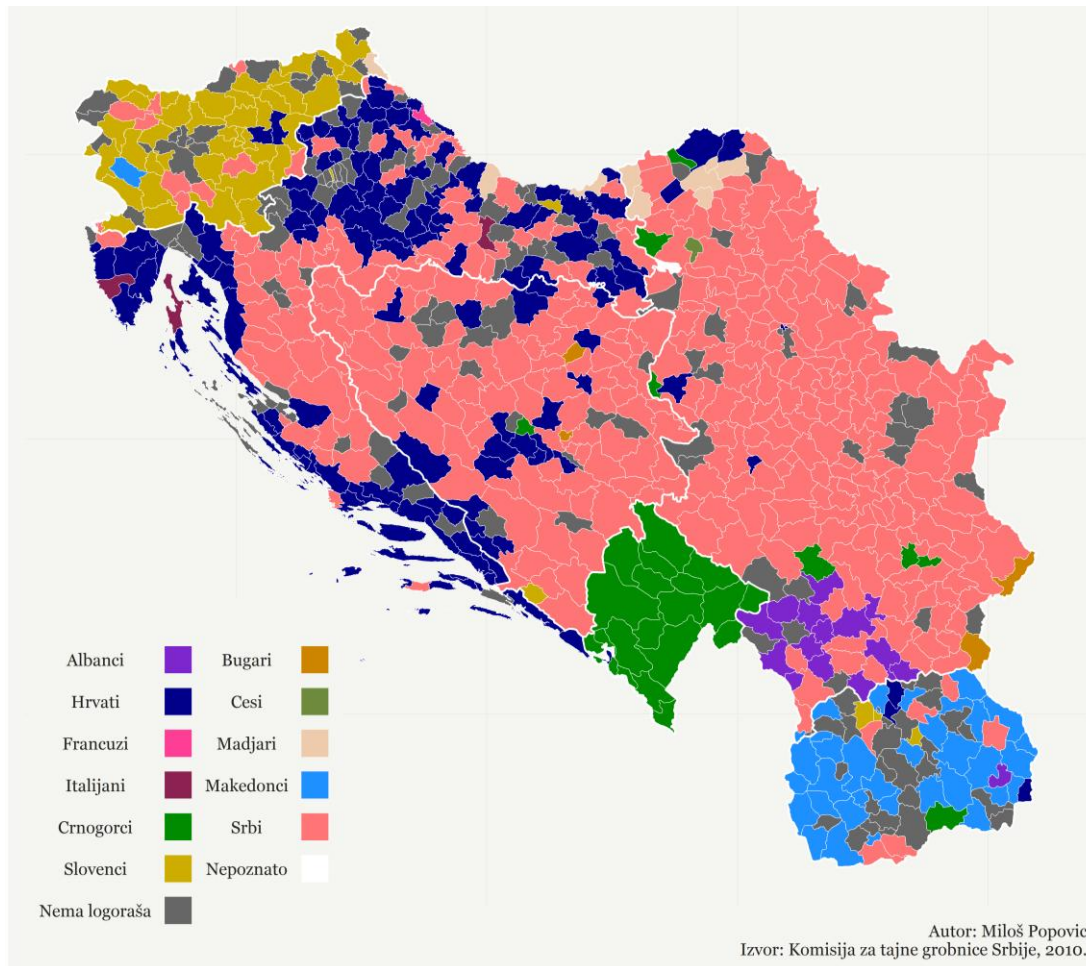 Albanci
Bugari
Hrvati
Cesi
Francuzi
Madjari
Italijani
Makedonci
Crnogorci
Srbi
Slovenci
Nepoznato
Nema logoraša
Autor: Miloš Popovic
Izvor: Komisija za tajne grobnice Srbije, 2010.